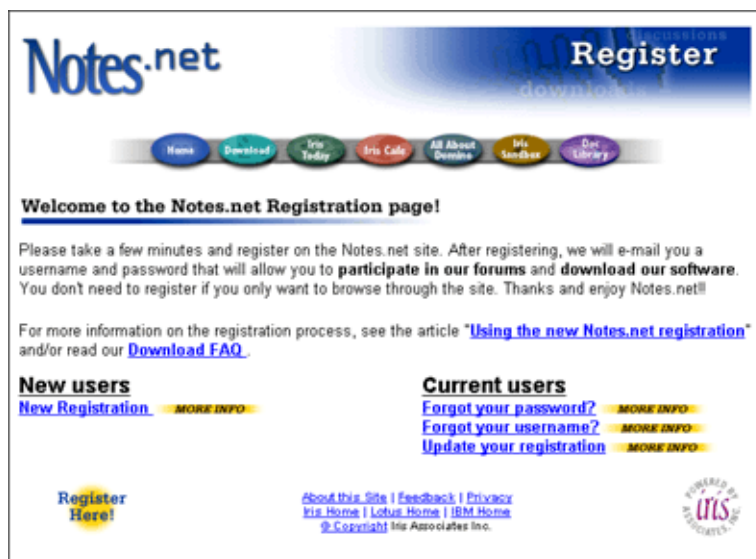 Notes.net
discussions
Register
downloads
Home
Download
Iris
Today
Iris Cafe
All About
Domino
Iris
Sandbox
Doc
Library
Welcome to the Notes.net Registration page!
Please take a few minutes and register on the Notes.net site. After registering, we will e-mail you a
username and password that will allow you to participate in our forums and download our software.
You don't need to register if you only want to browse through the site. Thanks and enjoy Notes.net!!!
For more information on the registration process, see the article "Using the new Notes.net registration"
and/or read our Download FAQ .
New users
New Registration MORE INFO
Current users
Forgot your password? MORE INFO
Forgot your username? MORE INFO
Update your registration MORE INFO
Register
Here!
About this Site | Feedback | Privacy
Iris Home | Lotus Home | IBM Home
© Copyright Iris Associates Inc.
POWERED BY
iris
ASSOCIATES, INC.